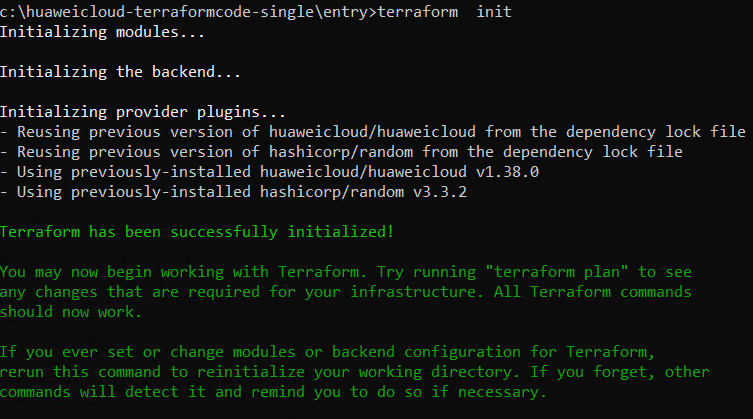 c:\huaweicloud-terraformcode-single\entry>terraform  init
Initializing modules...
Initializing the backend...
Initializing provider plugins...
- Reusing previous version of huaweicloud/huaweicloud from the dependency lock file
- Reusing previous version of hashicorp/random from the dependency lock file
- Using previously-installed huaweicloud/huaweicloud v1.38.0
- Using previously-installed hashicorp/random v3.3.2
Terraform has been successfully initialized!
You may now begin working with Terraform. Try running "terraform plan" to see
any changes that are required for your infrastructure. All Terraform commands
should now work.
If you ever set or change modules or backend configuration for Terraform,
rerun this command to reinitialize your working directory. If you forget, other
commands will detect it and remind you to do so if necessary.